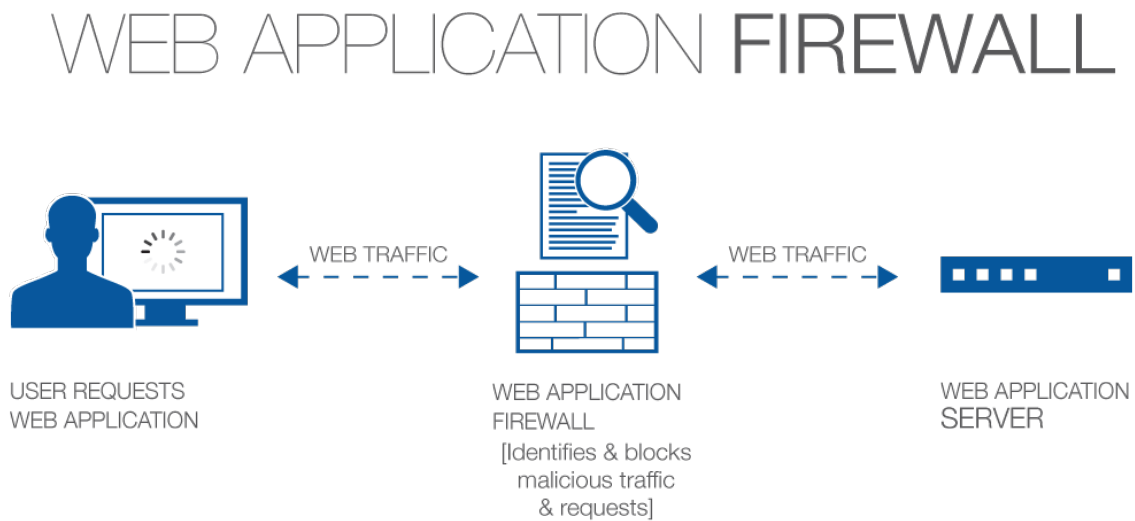 WEB APPLICATION FIREWALL
WEB TRAFFIC
WEB TRAFFIC
USER REQUESTS
WEB APPLICATION
WEB APPLICATION
FIREWALL
[Identifies & blocks
malicious traffic
& requests]
WEB APPLICATION
SERVER